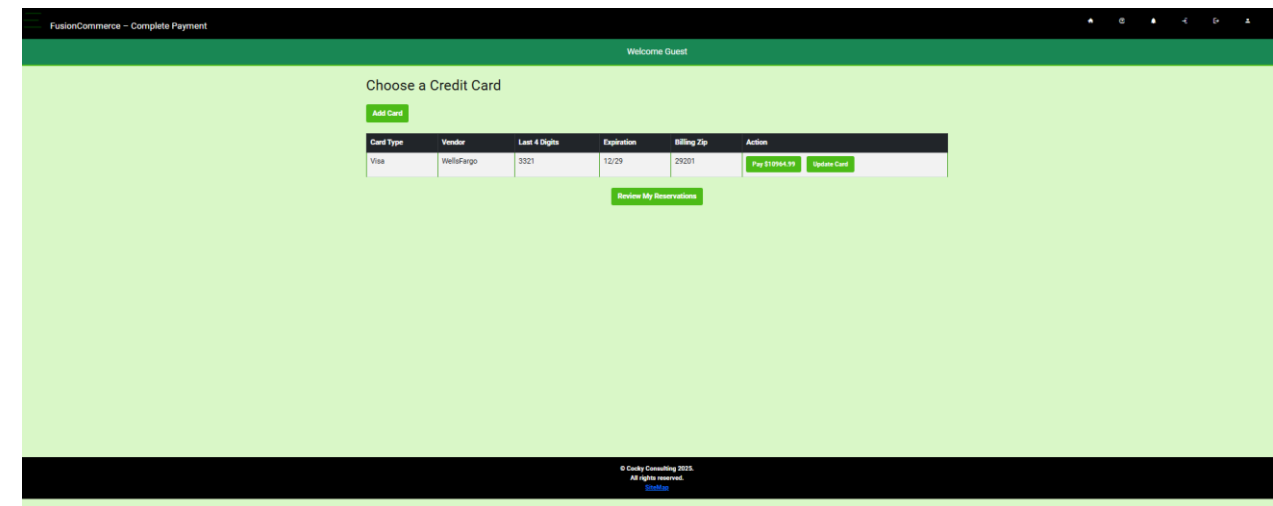 FusionCommerce – Complete Payment
Welcome Guest
Choose a Credit Card
Add Card
Card Type Vendor Last 4 Digits Expiration Billing Zip Action
Visa WellsFargo 3321 12/29 29201 Pay $10964.99 Update Card
Review My Reservations
© Cocky Consulting 2025.
All rights reserved.
SiteMap